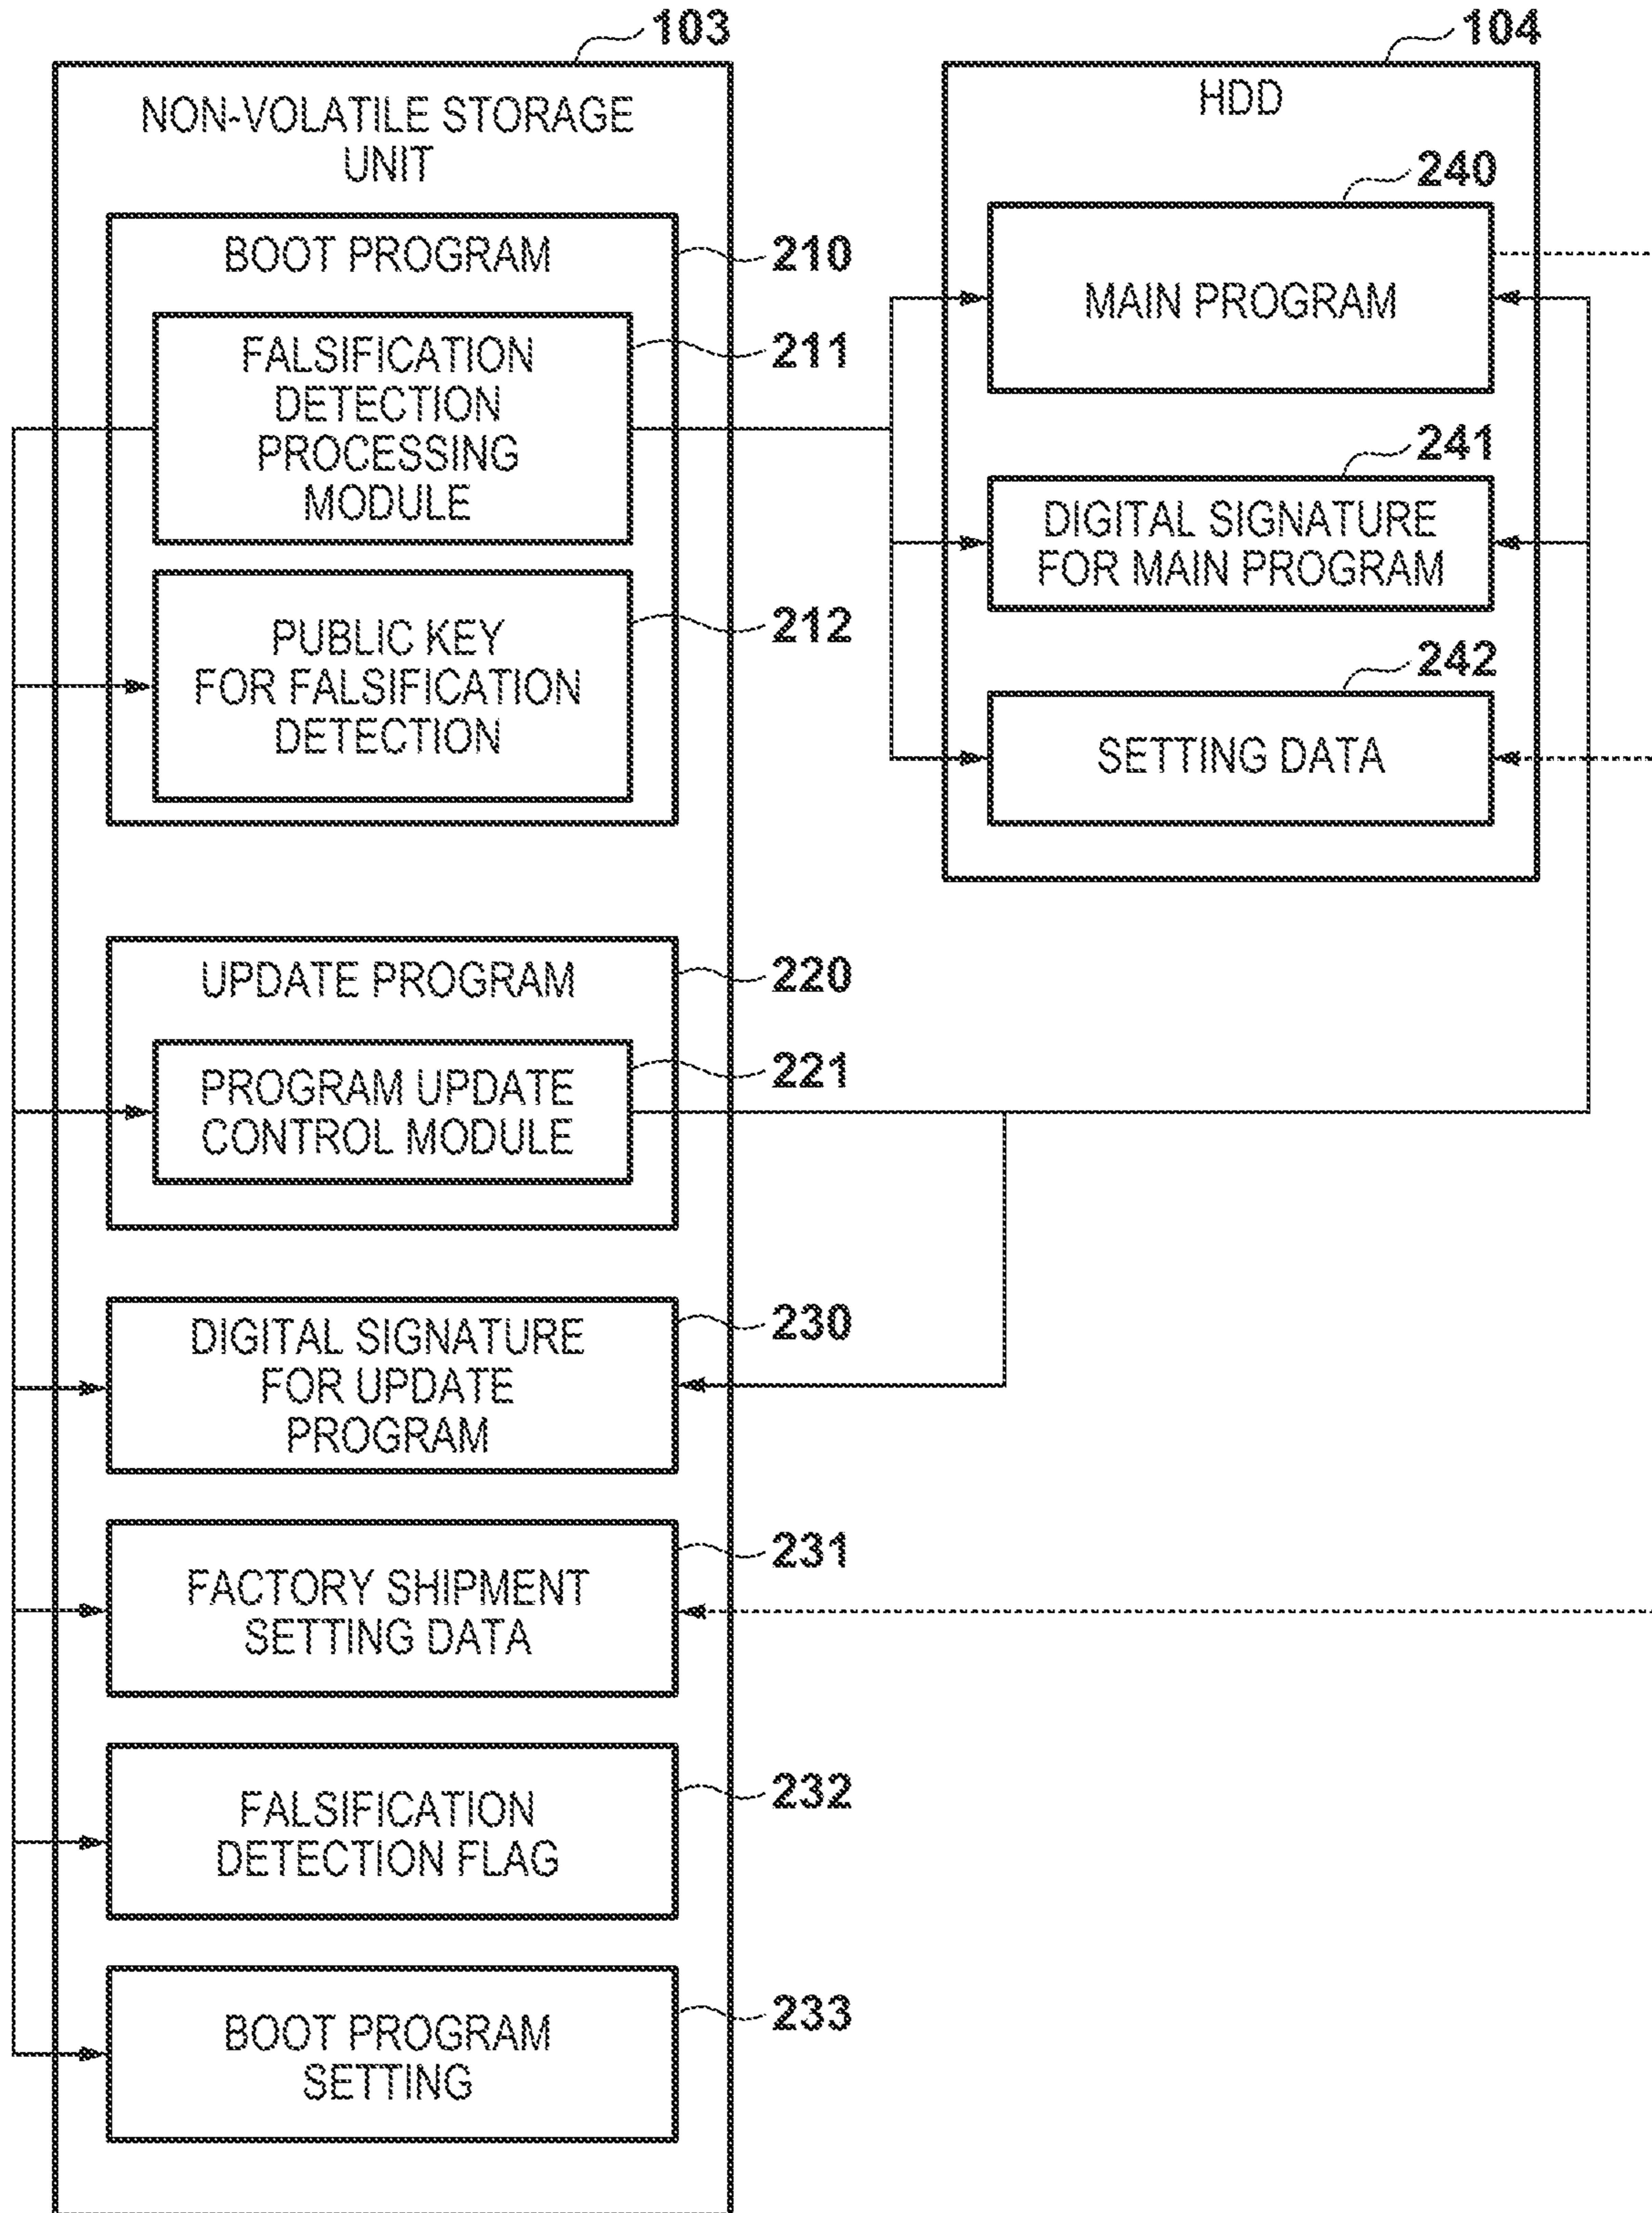 103
NON-VOLATILE STORAGE
UNIT
BOOT PROGRAM
210
FALSIFICATION
DETECTION
PROCESSING
MODULE
211
PUBLIC KEY
FOR FALSIFICATION
DETECTION
212
UPDATE PROGRAM
220
PROGRAM UPDATE
CONTROL MODULE
221
DIGITAL SIGNATURE
FOR UPDATE
PROGRAM
230
FACTORY SHIPMENT
SETTING DATA
231
FALSIFICATION
DETECTION FLAG
232
BOOT PROGRAM
SETTING
233
104
HDD
240
MAIN PROGRAM
241
DIGITAL SIGNATURE
FOR MAIN PROGRAM
242
SETTING DATA